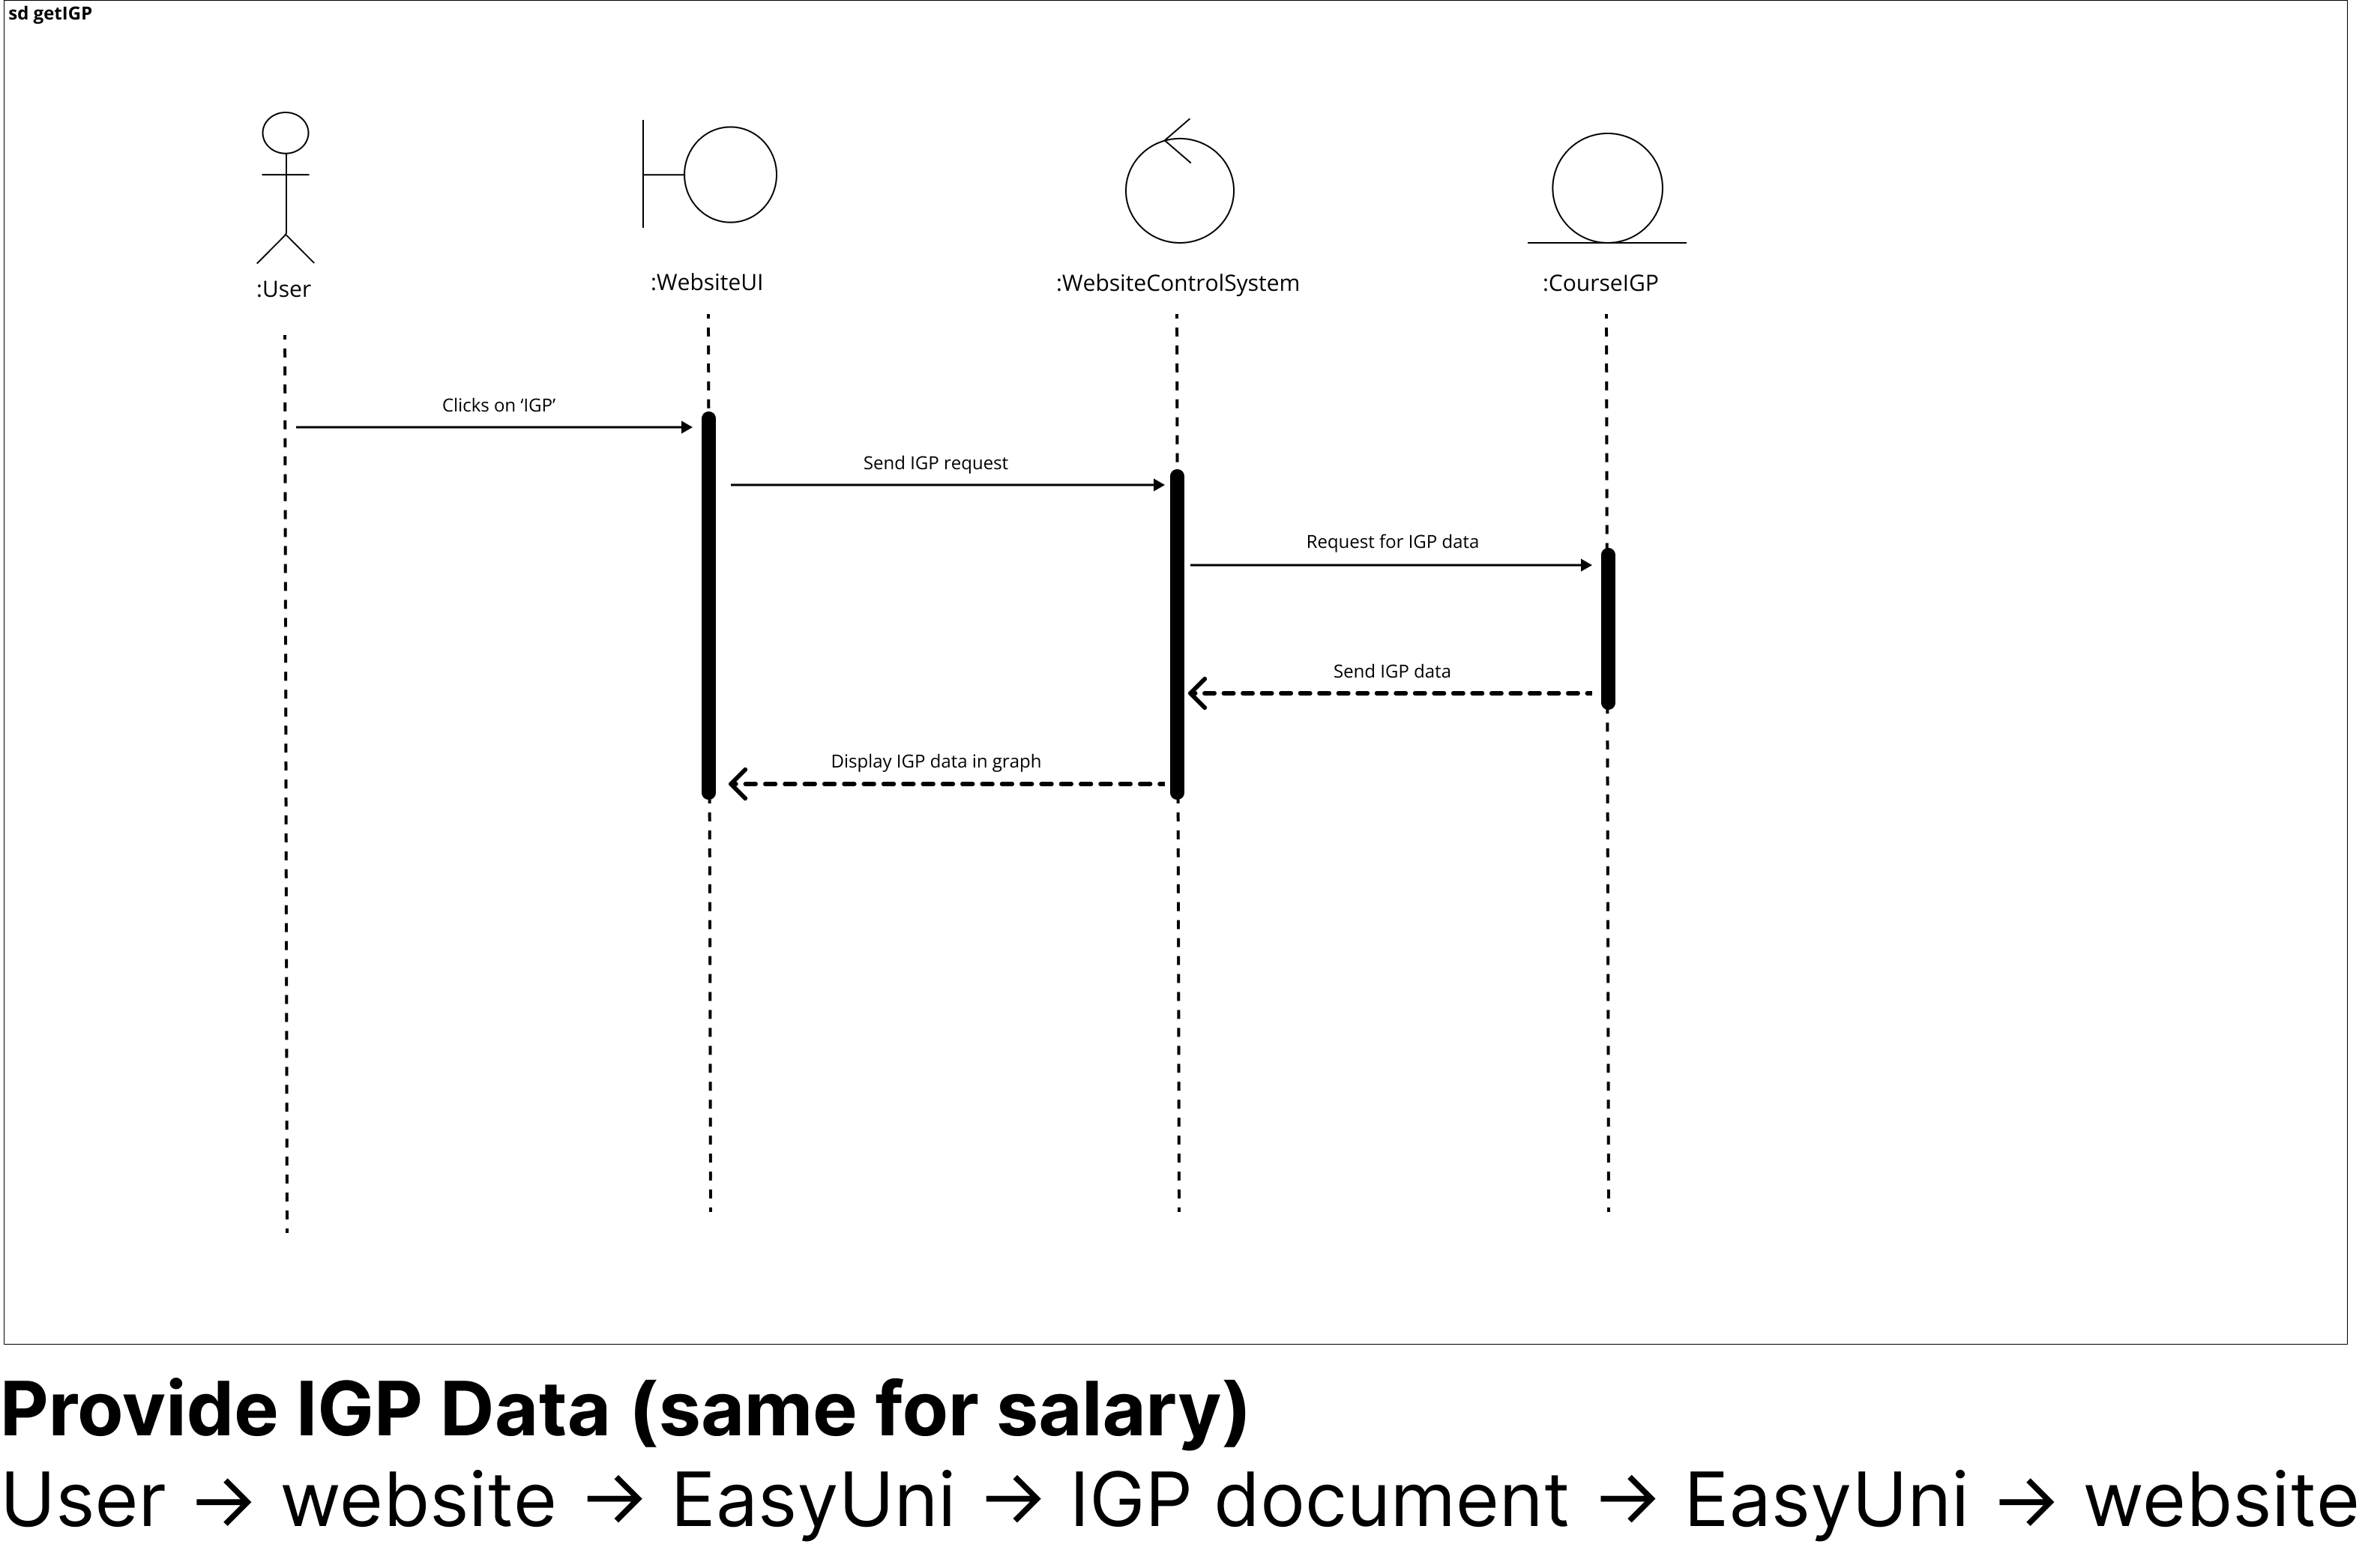 sd getIGP
:User
:WebsiteUI
:WebsiteControlSystem
:CourseIGP
Clicks on ‘IGP’
Send IGP request
Request for IGP data
Send IGP data
Display IGP data in graph
Provide IGP Data (same for salary)
User → website → EasyUni → IGP document → EasyUni → website